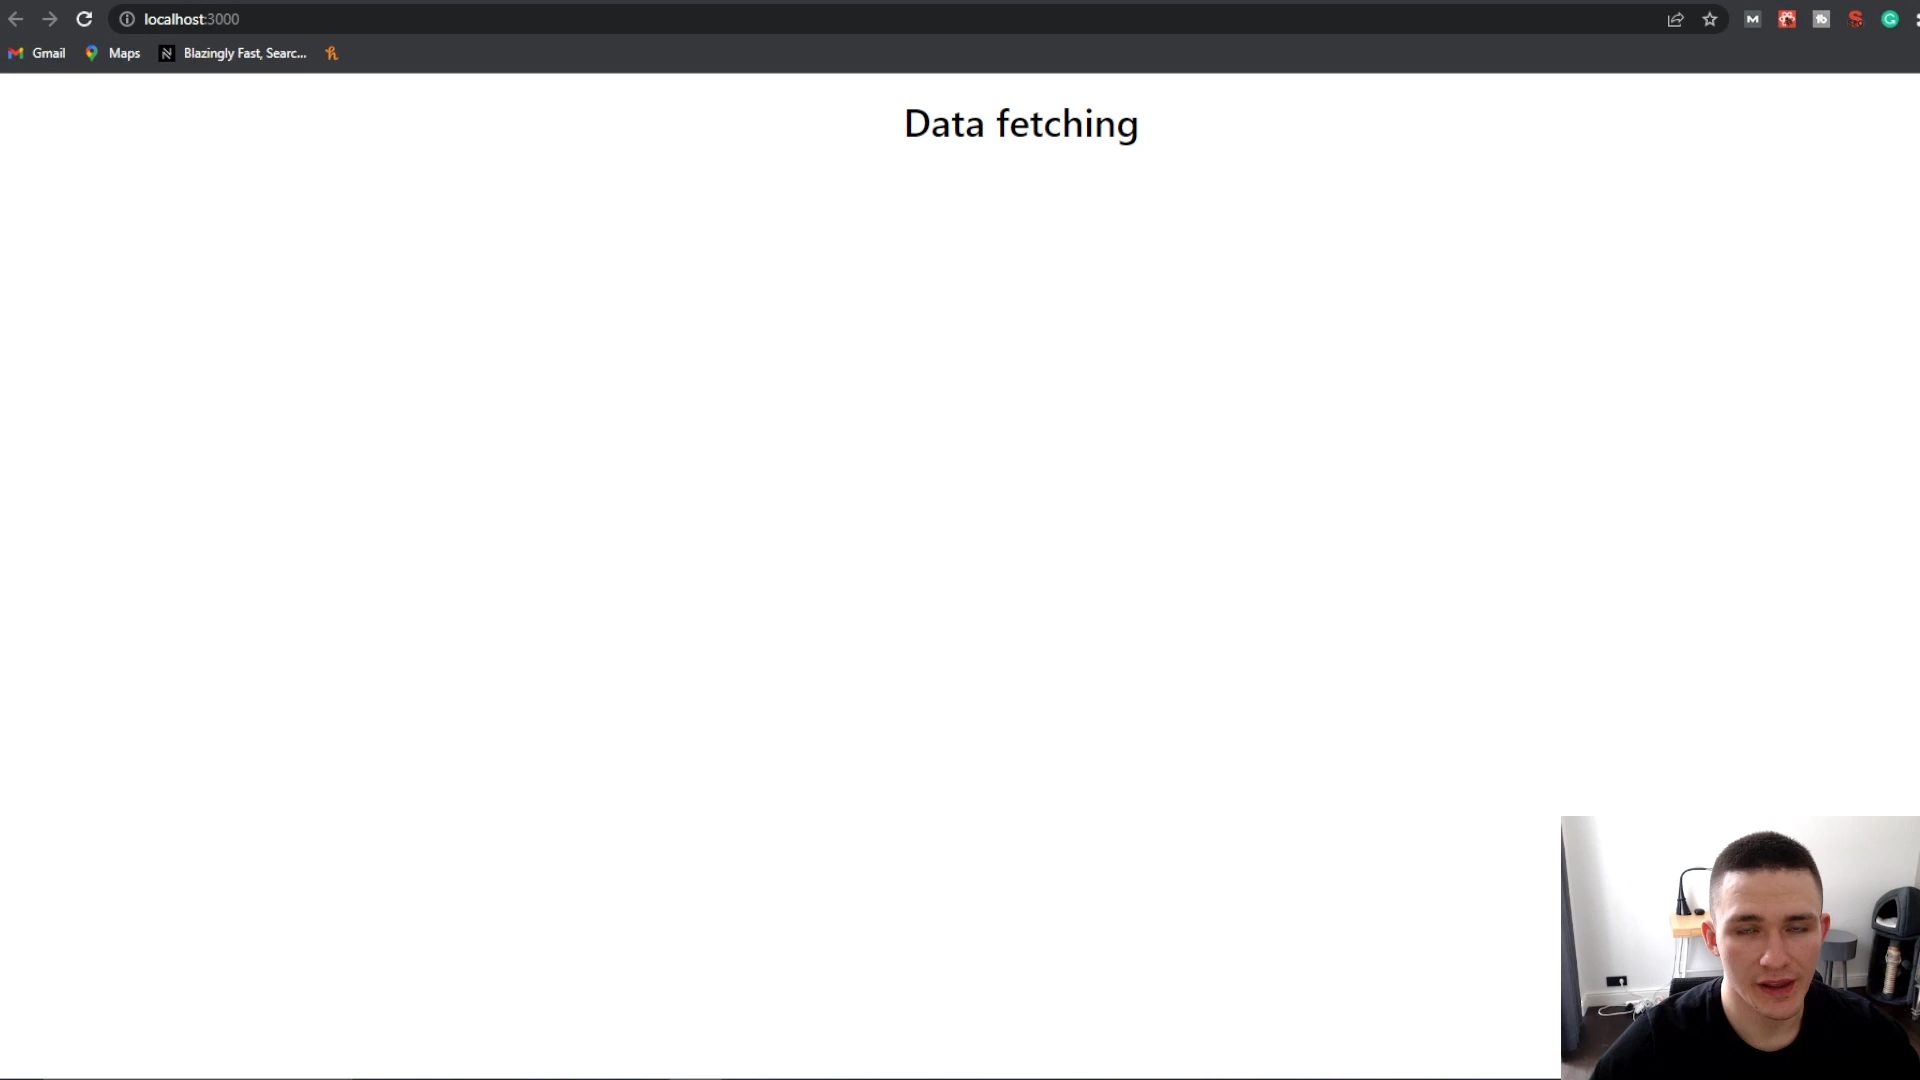 localhost:3000
Gmail
Maps
Blazingly Fast, Searc...
Data fetching